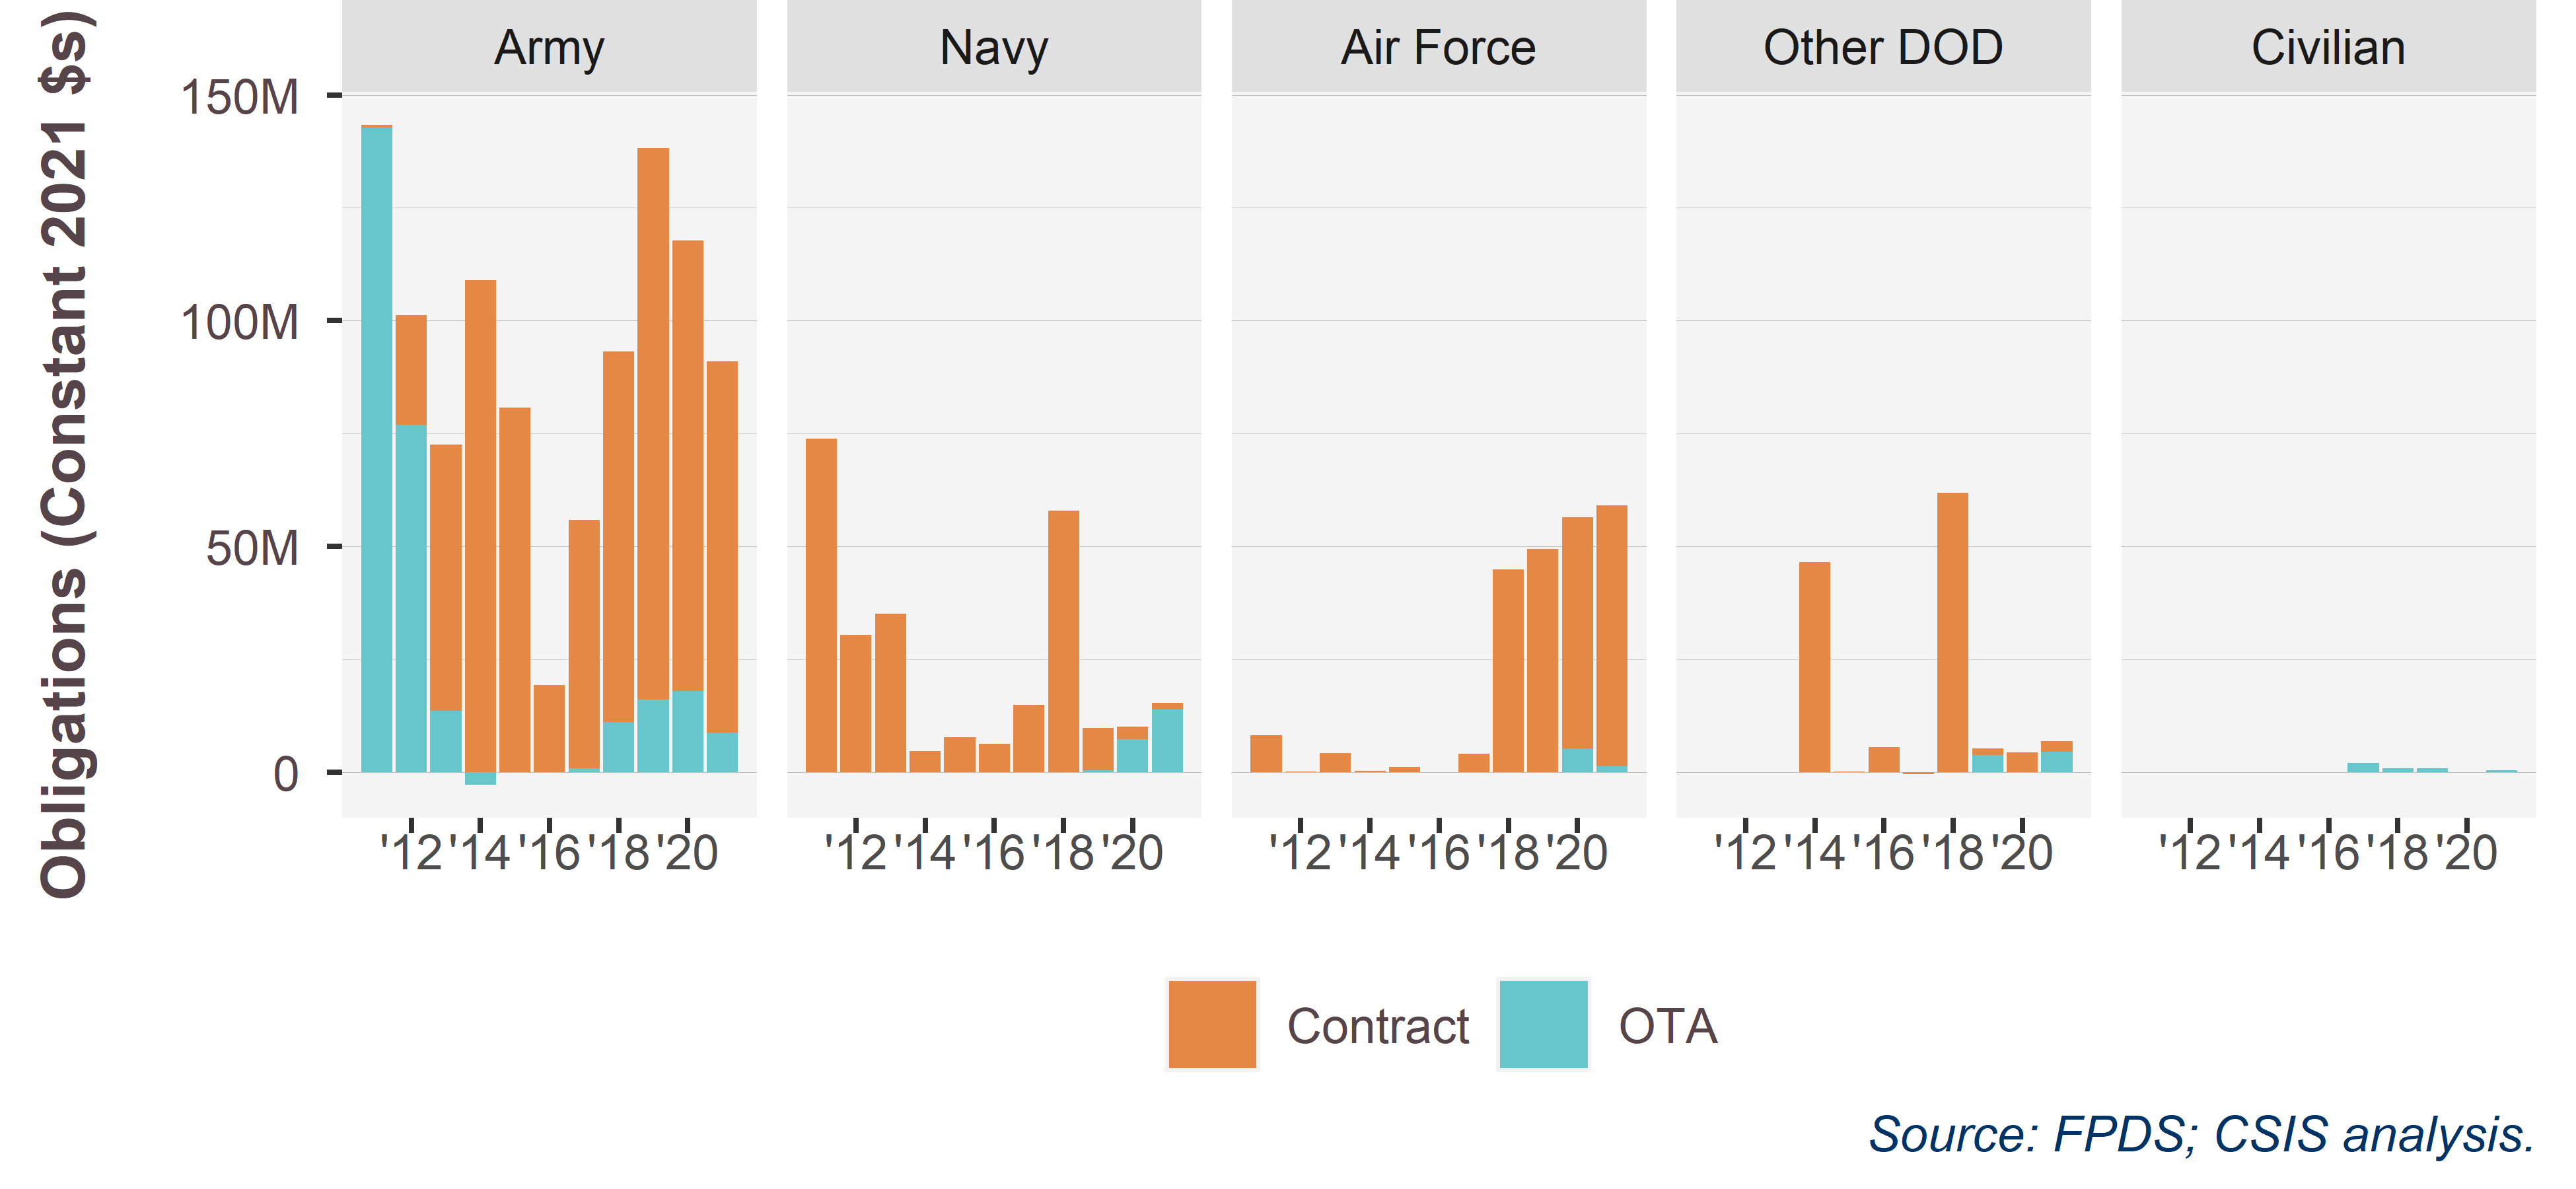 Army Navy Air Force Other DOD Civilian
Obligations (Constant 2021 $s)
150M
100M
50M
0
'12 '14 '16 '18 '20 '12 '14 '16 '18 '20 '12 '14 '16 '18 '20 '12 '14 '16 '18 '20 '12 '14 '16 '18 '20
Contract OTA
Source: FPDS; CSIS analysis.